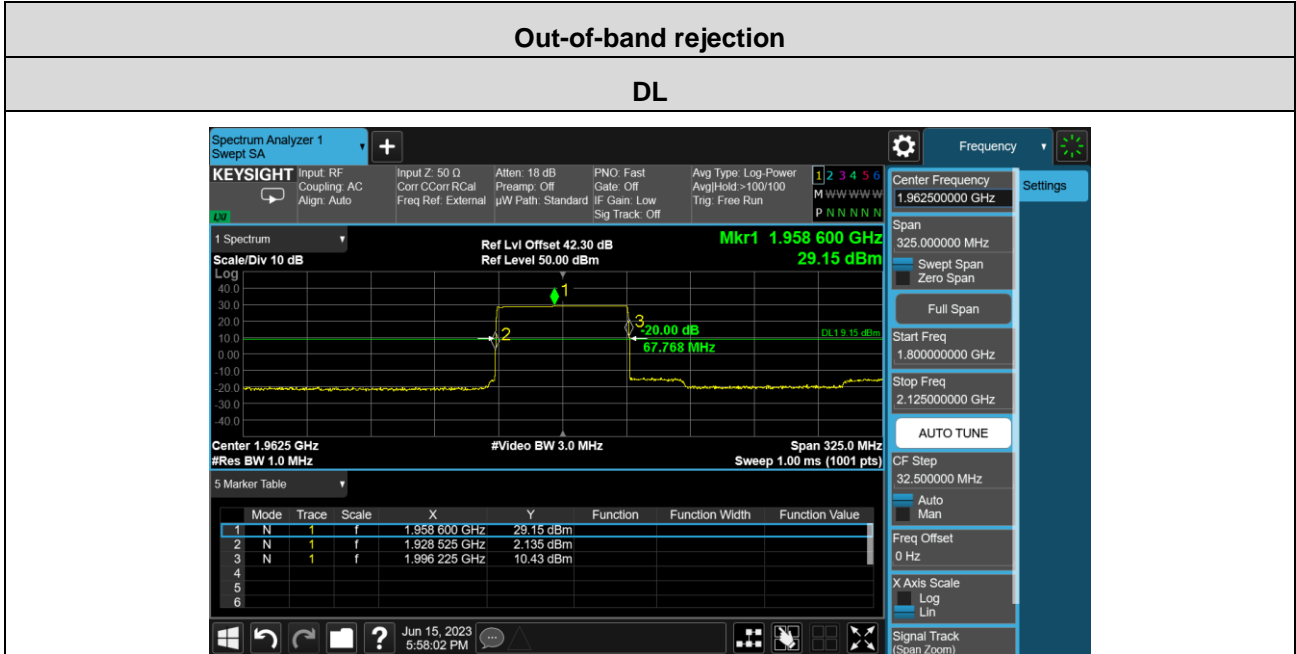 Out-of-band rejection
DL
Spectrum Analyzer 1
Swept SA
+
Frequency
KEYSIGHT
Input: RF
Coupling: AC
Align: Auto
Input Z: 50 Ω
Corr CCorr RCal
Freq Ref: External
Atten: 18 dB
Preamp: Off
µW Path: Standard
PNO: Fast
Gate: Off
IF Gain: Low
Sig Track: Off
Avg Type: Log-Power
Avg|Hold:>100/100
Trig: Free Run
1 2 3 4 5 6
M W W W W W
P N N N N N
LXI
Center Frequency
1.962500000 GHz
Settings
Span
325.000000 MHz
Swept Span
Zero Span
Full Span
Start Freq
1.800000000 GHz
Stop Freq
2.125000000 GHz
AUTO TUNE
CF Step
32.500000 MHz
Auto
Man
Freq Offset
0 Hz
X Axis Scale
Log
Lin
Signal Track
(Span Zoom)
1 Spectrum
Scale/Div 10 dB
Ref Lvl Offset 42.30 dB
Ref Level 50.00 dBm
Mkr1 1.958 600 GHz
29.15 dBm
Log
40.0
30.0
20.0
10.0
0.00
-10.0
-20.0
-30.0
-40.0
1
2
3
-20.00 dB
67.768 MHz
DL1 9.15 dBm
Center 1.9625 GHz
#Video BW 3.0 MHz
Span 325.0 MHz
#Res BW 1.0 MHz
Sweep 1.00 ms (1001 pts)
5 Marker Table
Mode Trace Scale X Y Function Function Width Function Value
1 N 1 f 1.958 600 GHz 29.15 dBm
2 N 1 f 1.928 525 GHz 2.135 dBm
3 N 1 f 1.996 225 GHz 10.43 dBm
4
5
6
?
Jun 15, 2023
5:58:02 PM